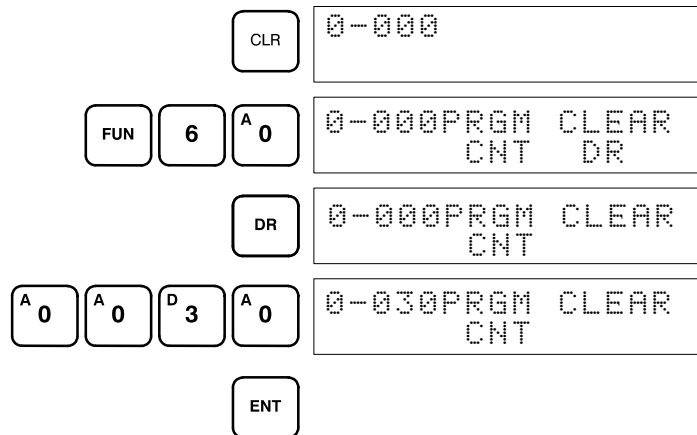 CLR 0-000
FUN 6 A 0 0-000PRGM CLEAR
CNT DR
DR 0-000PRGM CLEAR
CNT
A 0 A 0 D 3 A 0 0-030PRGM CLEAR
CNT
ENT